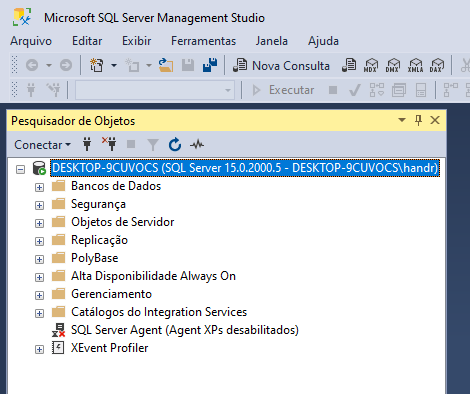 Microsoft SQL Server Management Studio
Arquivo Editar Exibir Ferramentas Janela Ajuda
Nova Consulta MDX DMX XMLA DAX
Executar
Pesquisador de Objetos
Conectar
DESKTOP-9CUVOCS (SQL Server 15.0.2000.5 - DESKTOP-9CUVOCS\handr)
Bancos de Dados
Segurança
Objetos de Servidor
Replicação
PolyBase
Alta Disponibilidade Always On
Gerenciamento
Catálogos do Integration Services
SQL Server Agent (Agent XPs desabilitados)
XEvent Profiler